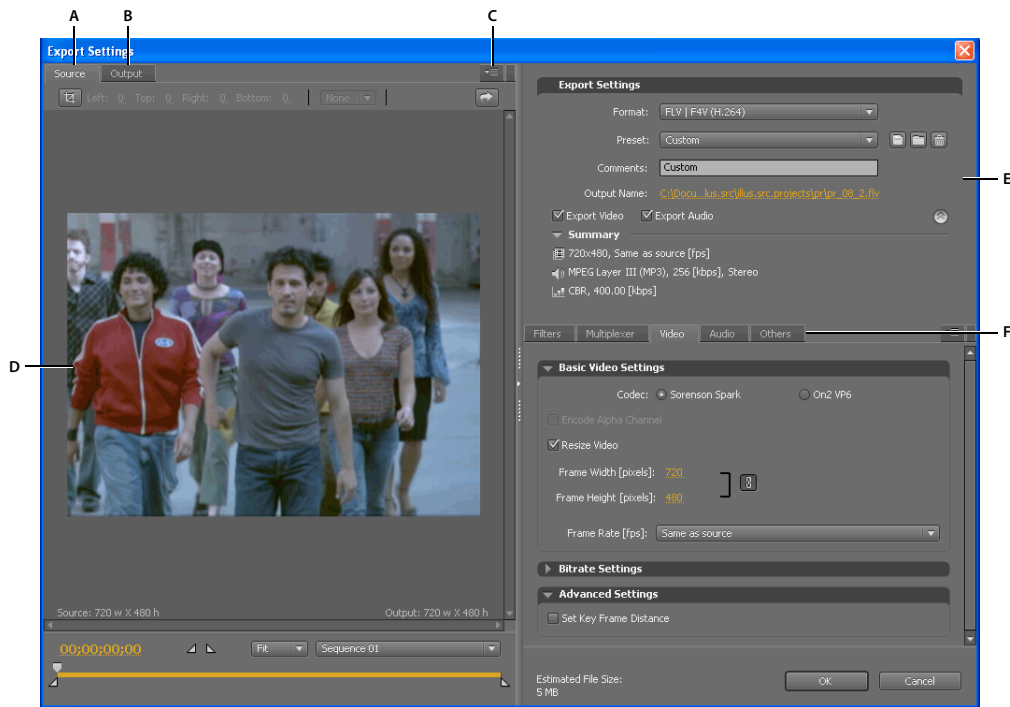 A
B
C
Export Settings
Source
Output
Left: 0 Top: 0 Right: 0 Bottom: 0
None
Export Settings
Format: FLV | F4V (H.264)
Preset: Custom
Comments: Custom
E
Output Name: C:\Docu...lus.src\illus.src.projects\pr\pr_08_2.flv
Export Video
Export Audio
Summary
720x480, Same as source [fps]
MPEG Layer III (MP3), 256 [kbps], Stereo
CBR, 400.00 [kbps]
Filters
Multiplexer
Video
Audio
Others
F
D
Basic Video Settings
Codec: Sorenson Spark
On2 VP6
Encode Alpha Channel
Resize Video
Frame Width [pixels]: 720
Frame Height [pixels]: 480
Frame Rate [fps]: Same as source
Bitrate Settings
Advanced Settings
Set Key Frame Distance
Source: 720 w X 480 h
Output: 720 w X 480 h
00;00;00;00
Fit
Sequence 01
Estimated File Size:
5 MB
OK
Cancel